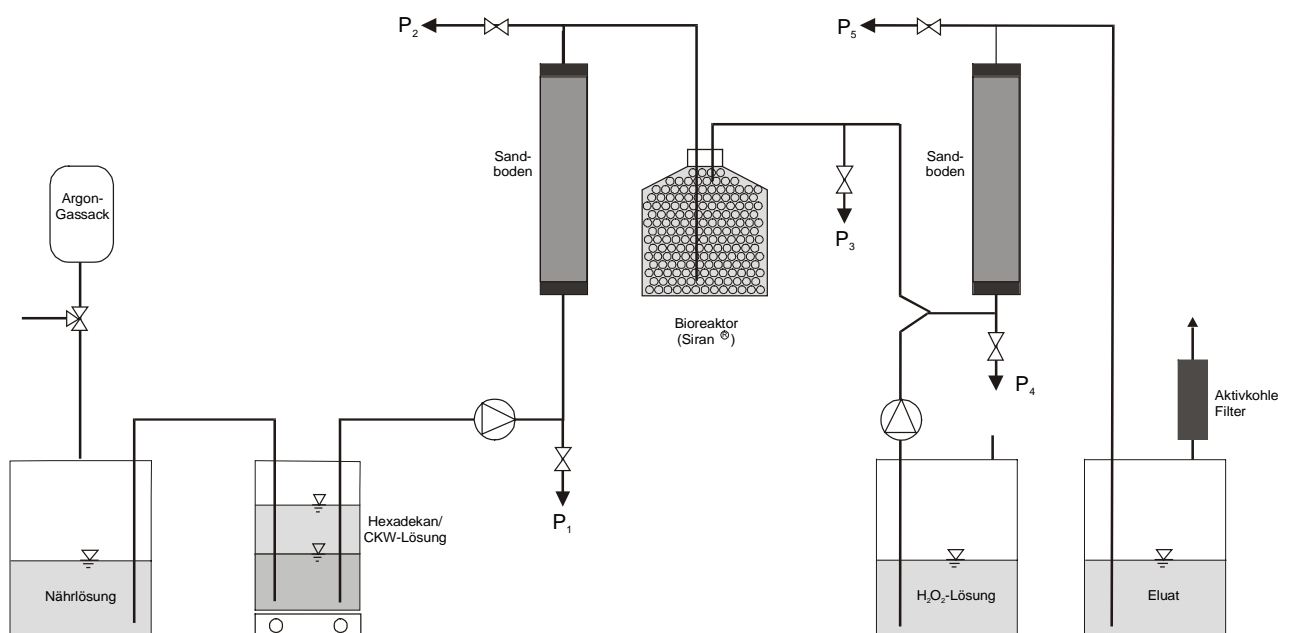 P₂
P₅
Sand-
boden
Sand-
boden
Argon-
Gassack
P₃
Bioreaktor
(Siran ®)
P₄
Aktivkohle
Filter
Hexadekan/
CKW-Lösung
P₁
Nährlösung
H₂O₂-Lösung
Eluat